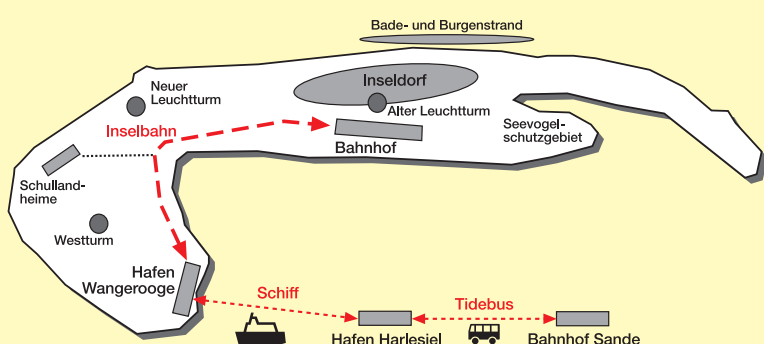 Bade- und Burgenstrand
Neuer
Leuchtturm
Inseldorf
Alter Leuchtturm
Inselbahn
Bahnhof
Seevogel-
schutzgebiet
Schulland-
heime
Westturm
Hafen
Wangerooge
Schiff
Tidebus
Hafen Harlesiel
Bahnhof Sande